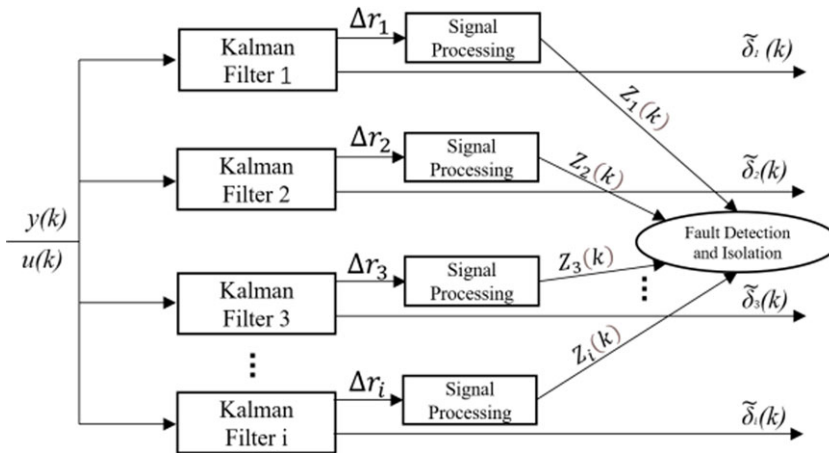 Kalman
Filter 1
Δr₁
Signal
Processing
δ̃₁(k)
Z₁(k)
Kalman
Filter 2
Δr₂
Signal
Processing
Z₂(k)
δ̃₂(k)
y(k)
u(k)
Fault Detection
and Isolation
Kalman
Filter 3
Δr₃
Signal
Processing
Z₃(k)
⋮
δ̃₃(k)
⋮
Kalman
Filter i
Δrᵢ
Signal
Processing
Zᵢ(k)
δ̃ᵢ(k)